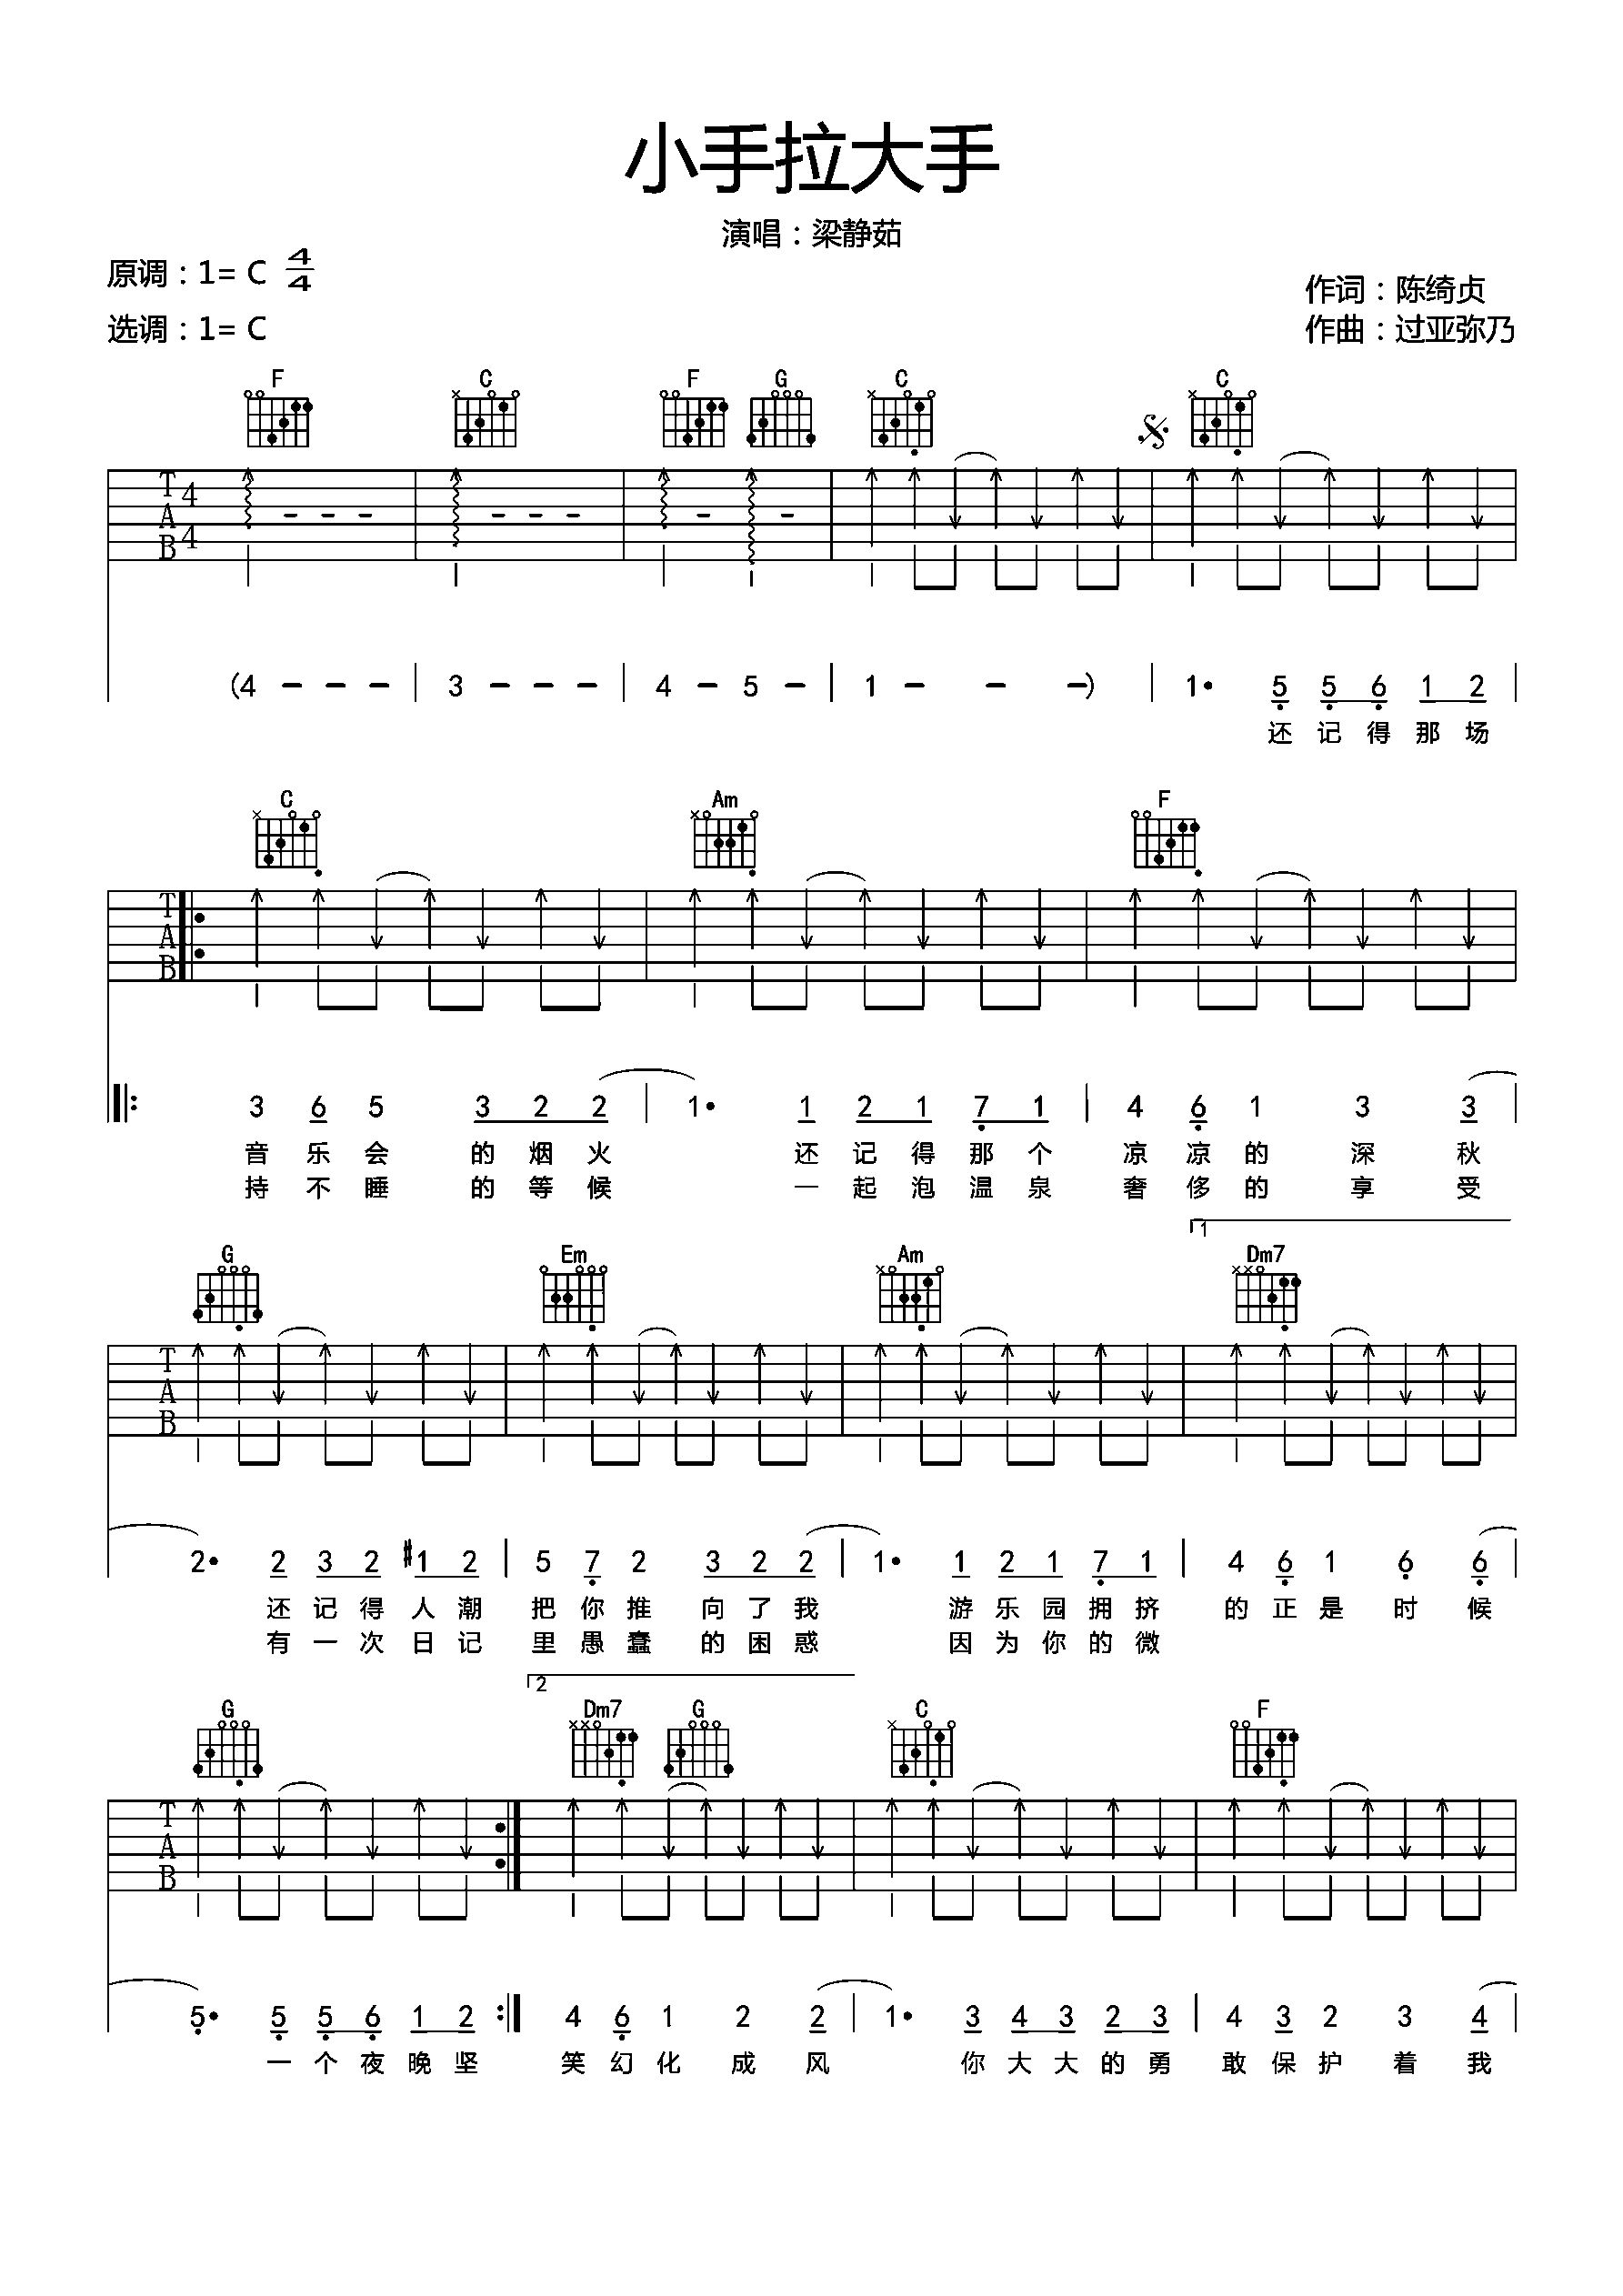 小手拉大手
演唱：梁静茹
原调：1= C 4/4
作词：陈绮贞
选调：1= C
作曲：过亚弥乃
F C F G C C
T A B 4 4
(4 - - - | 3 - - - | 4 - 5 - | 1 - - -) | 1• 5 5 6 1 2 |
还 记 得 那 场
C Am F
T A B
3 6 5 3 2 2 | 1• 1 2 1 7 1 | 4 6 1 3 3 |
音 乐 会 的 烟 火 还 记 得 那 个 凉 凉 的 深 秋
持 不 睡 的 等 候 一 起 泡 温 泉 奢 侈 的 享 受
1
G Em Am Dm7
T A B
2• 2 3 2 #1 2 | 5 7 2 3 2 2 | 1• 1 2 1 7 1 | 4 6 1 6 6 |
还 记 得 人 潮 把 你 推 向 了 我 游 乐 园 拥 挤 的 正 是 时 候
有 一 次 日 记 里 愚 蠢 的 困 惑 因 为 你 的 微
2
G Dm7 G C F
T A B
5• 5 5 6 1 2 :| 4 6 1 2 2 | 1• 3 4 3 2 3 | 4 3 2 3 4 |
一 个 夜 晚 坚 笑 幻 化 成 风 你 大 大 的 勇 敢 保 护 着 我